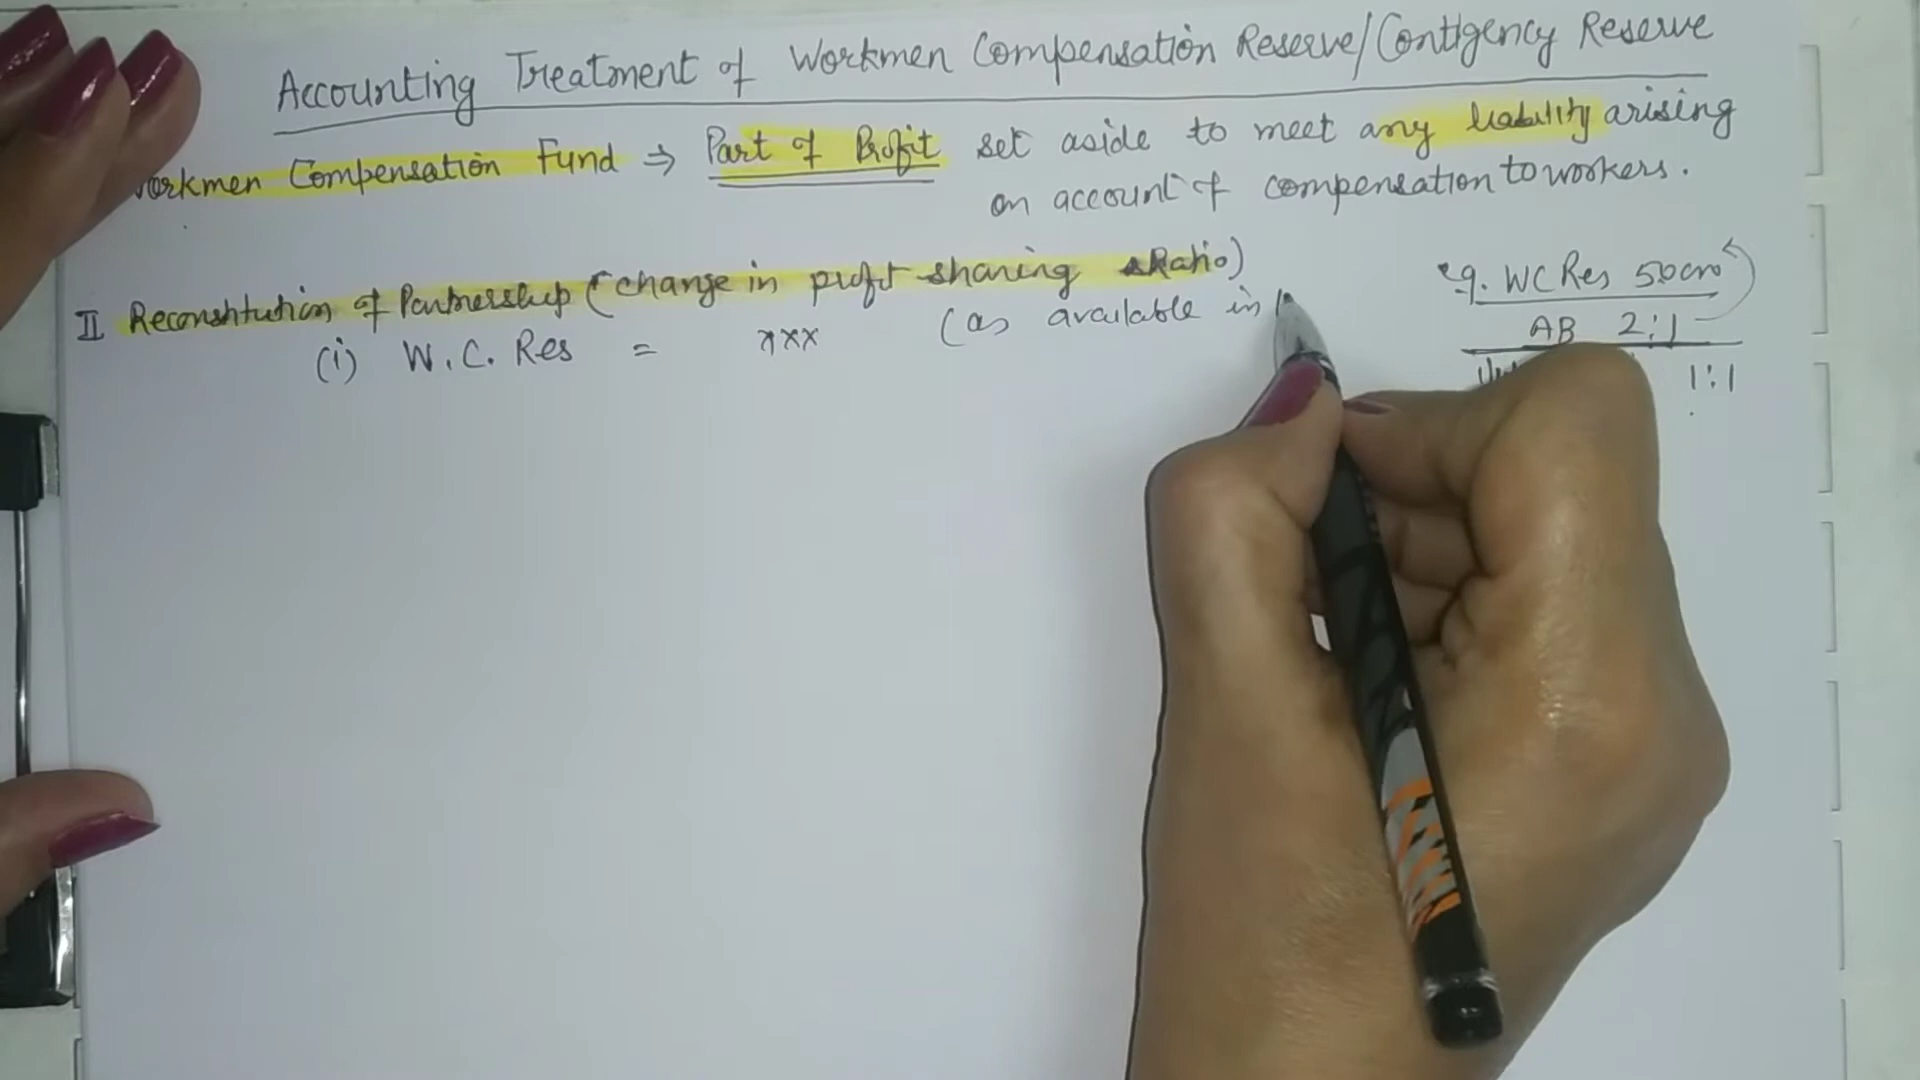 Accounting Treatment of Workmen Compensation Reserve/Contigency Reserve
Workmen Compensation Fund ⇒ Part of Profit set aside to meet any liability arising
on account of compensation to workers.
II Reconstitution of Partnership (change in profit sharing Ratio)
(i) W.C. Res = xxx (as available in
eg. WC Res 50000
AB 2:1
1:1